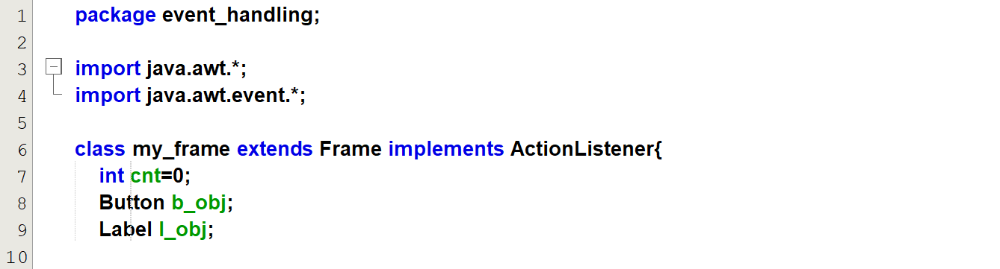 1 package event_handling;
2
3 import java.awt.*;
4 import java.awt.event.*;
5
6 class my_frame extends Frame implements ActionListener{
7 int cnt=0;
8 Button b_obj;
9 Label l_obj;
10